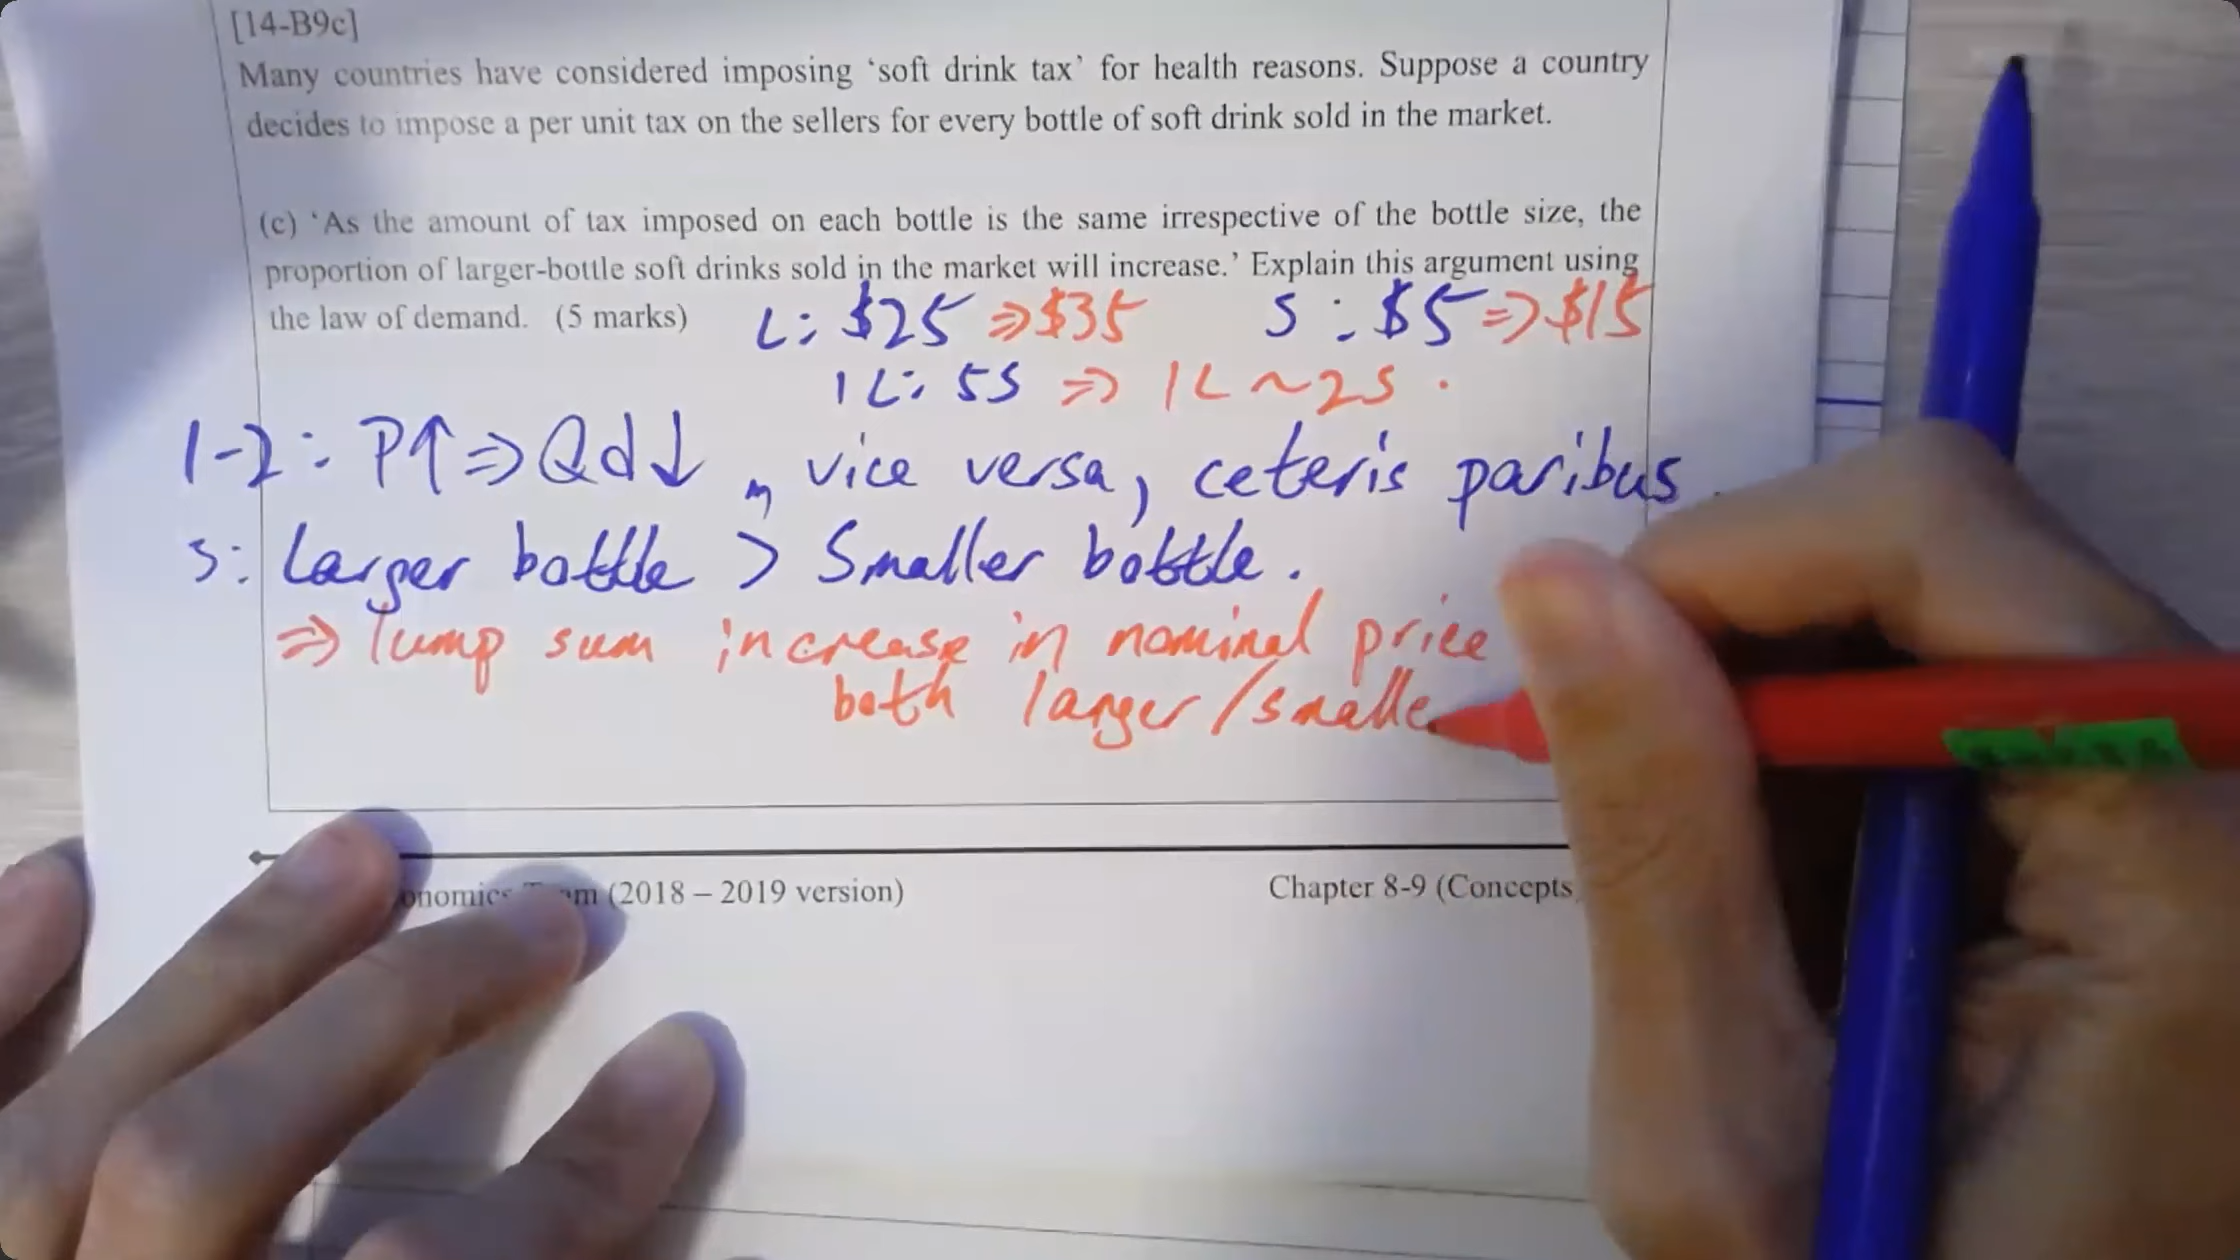 [14-B9c]
Many countries have considered imposing ‘soft drink tax’ for health reasons. Suppose a country
decides to impose a per unit tax on the sellers for every bottle of soft drink sold in the market.
(c) ‘As the amount of tax imposed on each bottle is the same irrespective of the bottle size, the
proportion of larger-bottle soft drinks sold in the market will increase.’ Explain this argument using
the law of demand. (5 marks)
L: $25 ⇒ $35 S: $5 ⇒ $15
1L: 5S ⇒ 1L ~ 2S.
1-2: P↑ ⇒ Qd↓, vice versa, ceteris paribus.
3: Larger bottle > Smaller bottle.
⇒ lump sum increase in nominal price
both larger/smalle
(2018 – 2019 version) Chapter 8-9 (Concepts